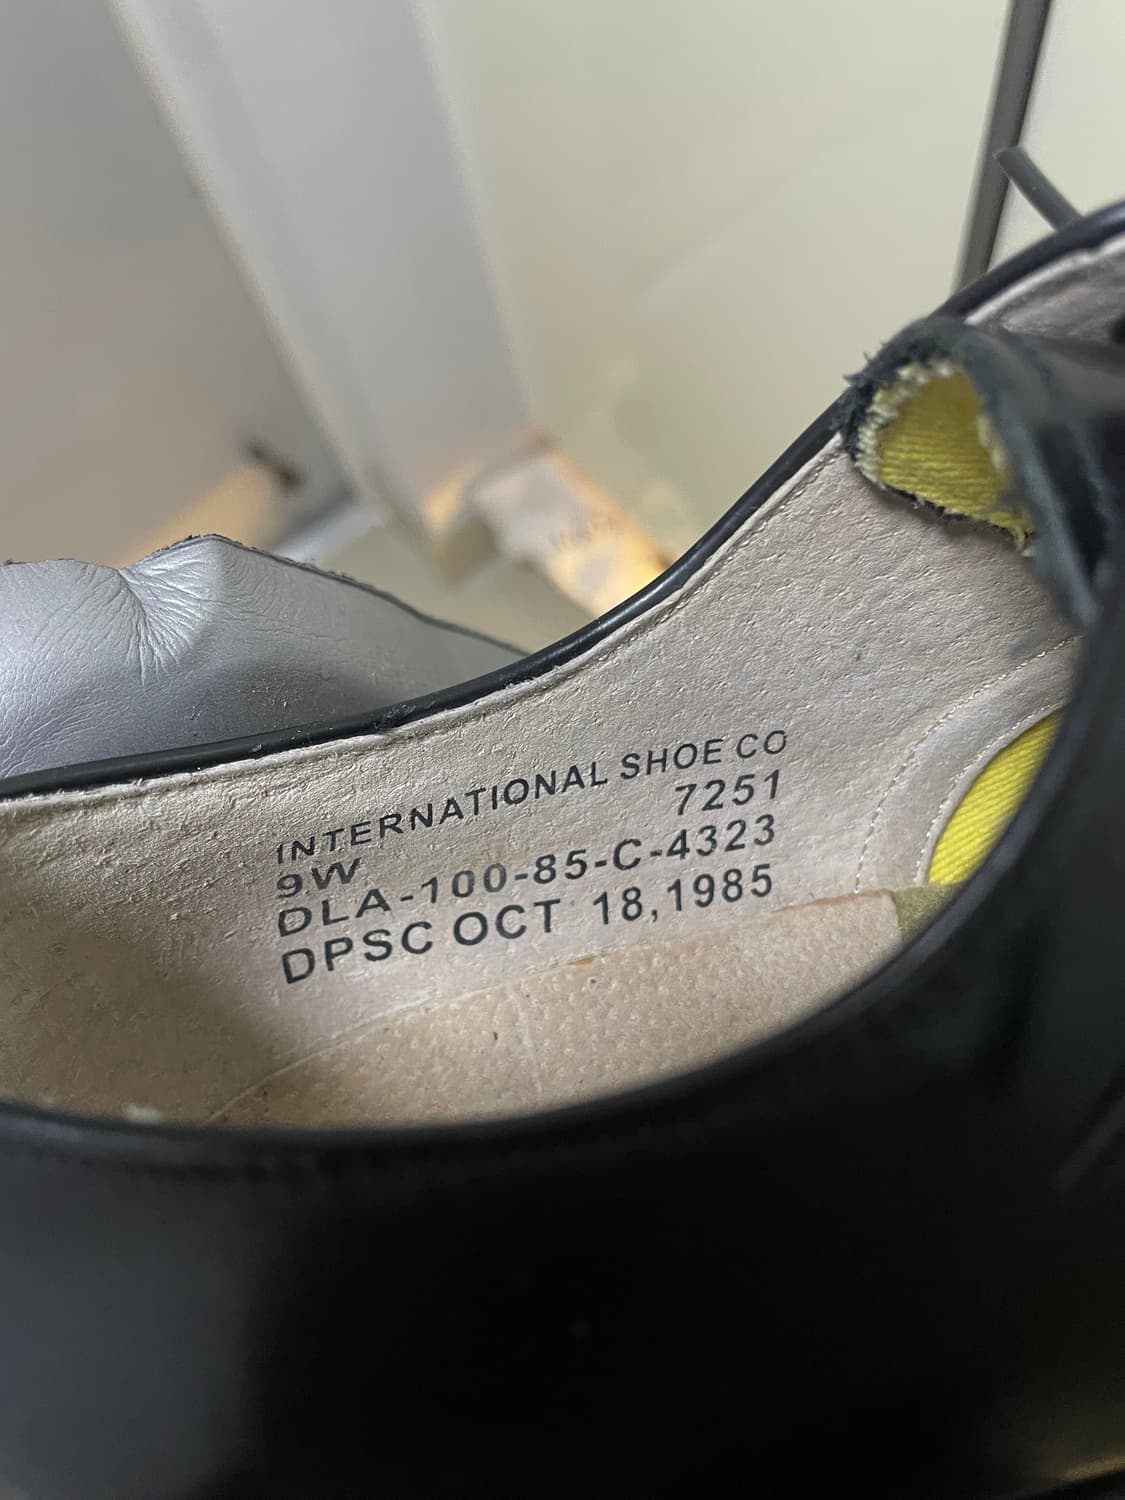 INTERNATIONAL SHOE CO
9W 7251
DLA-100-85-C-4323
DPSC OCT 18,1985